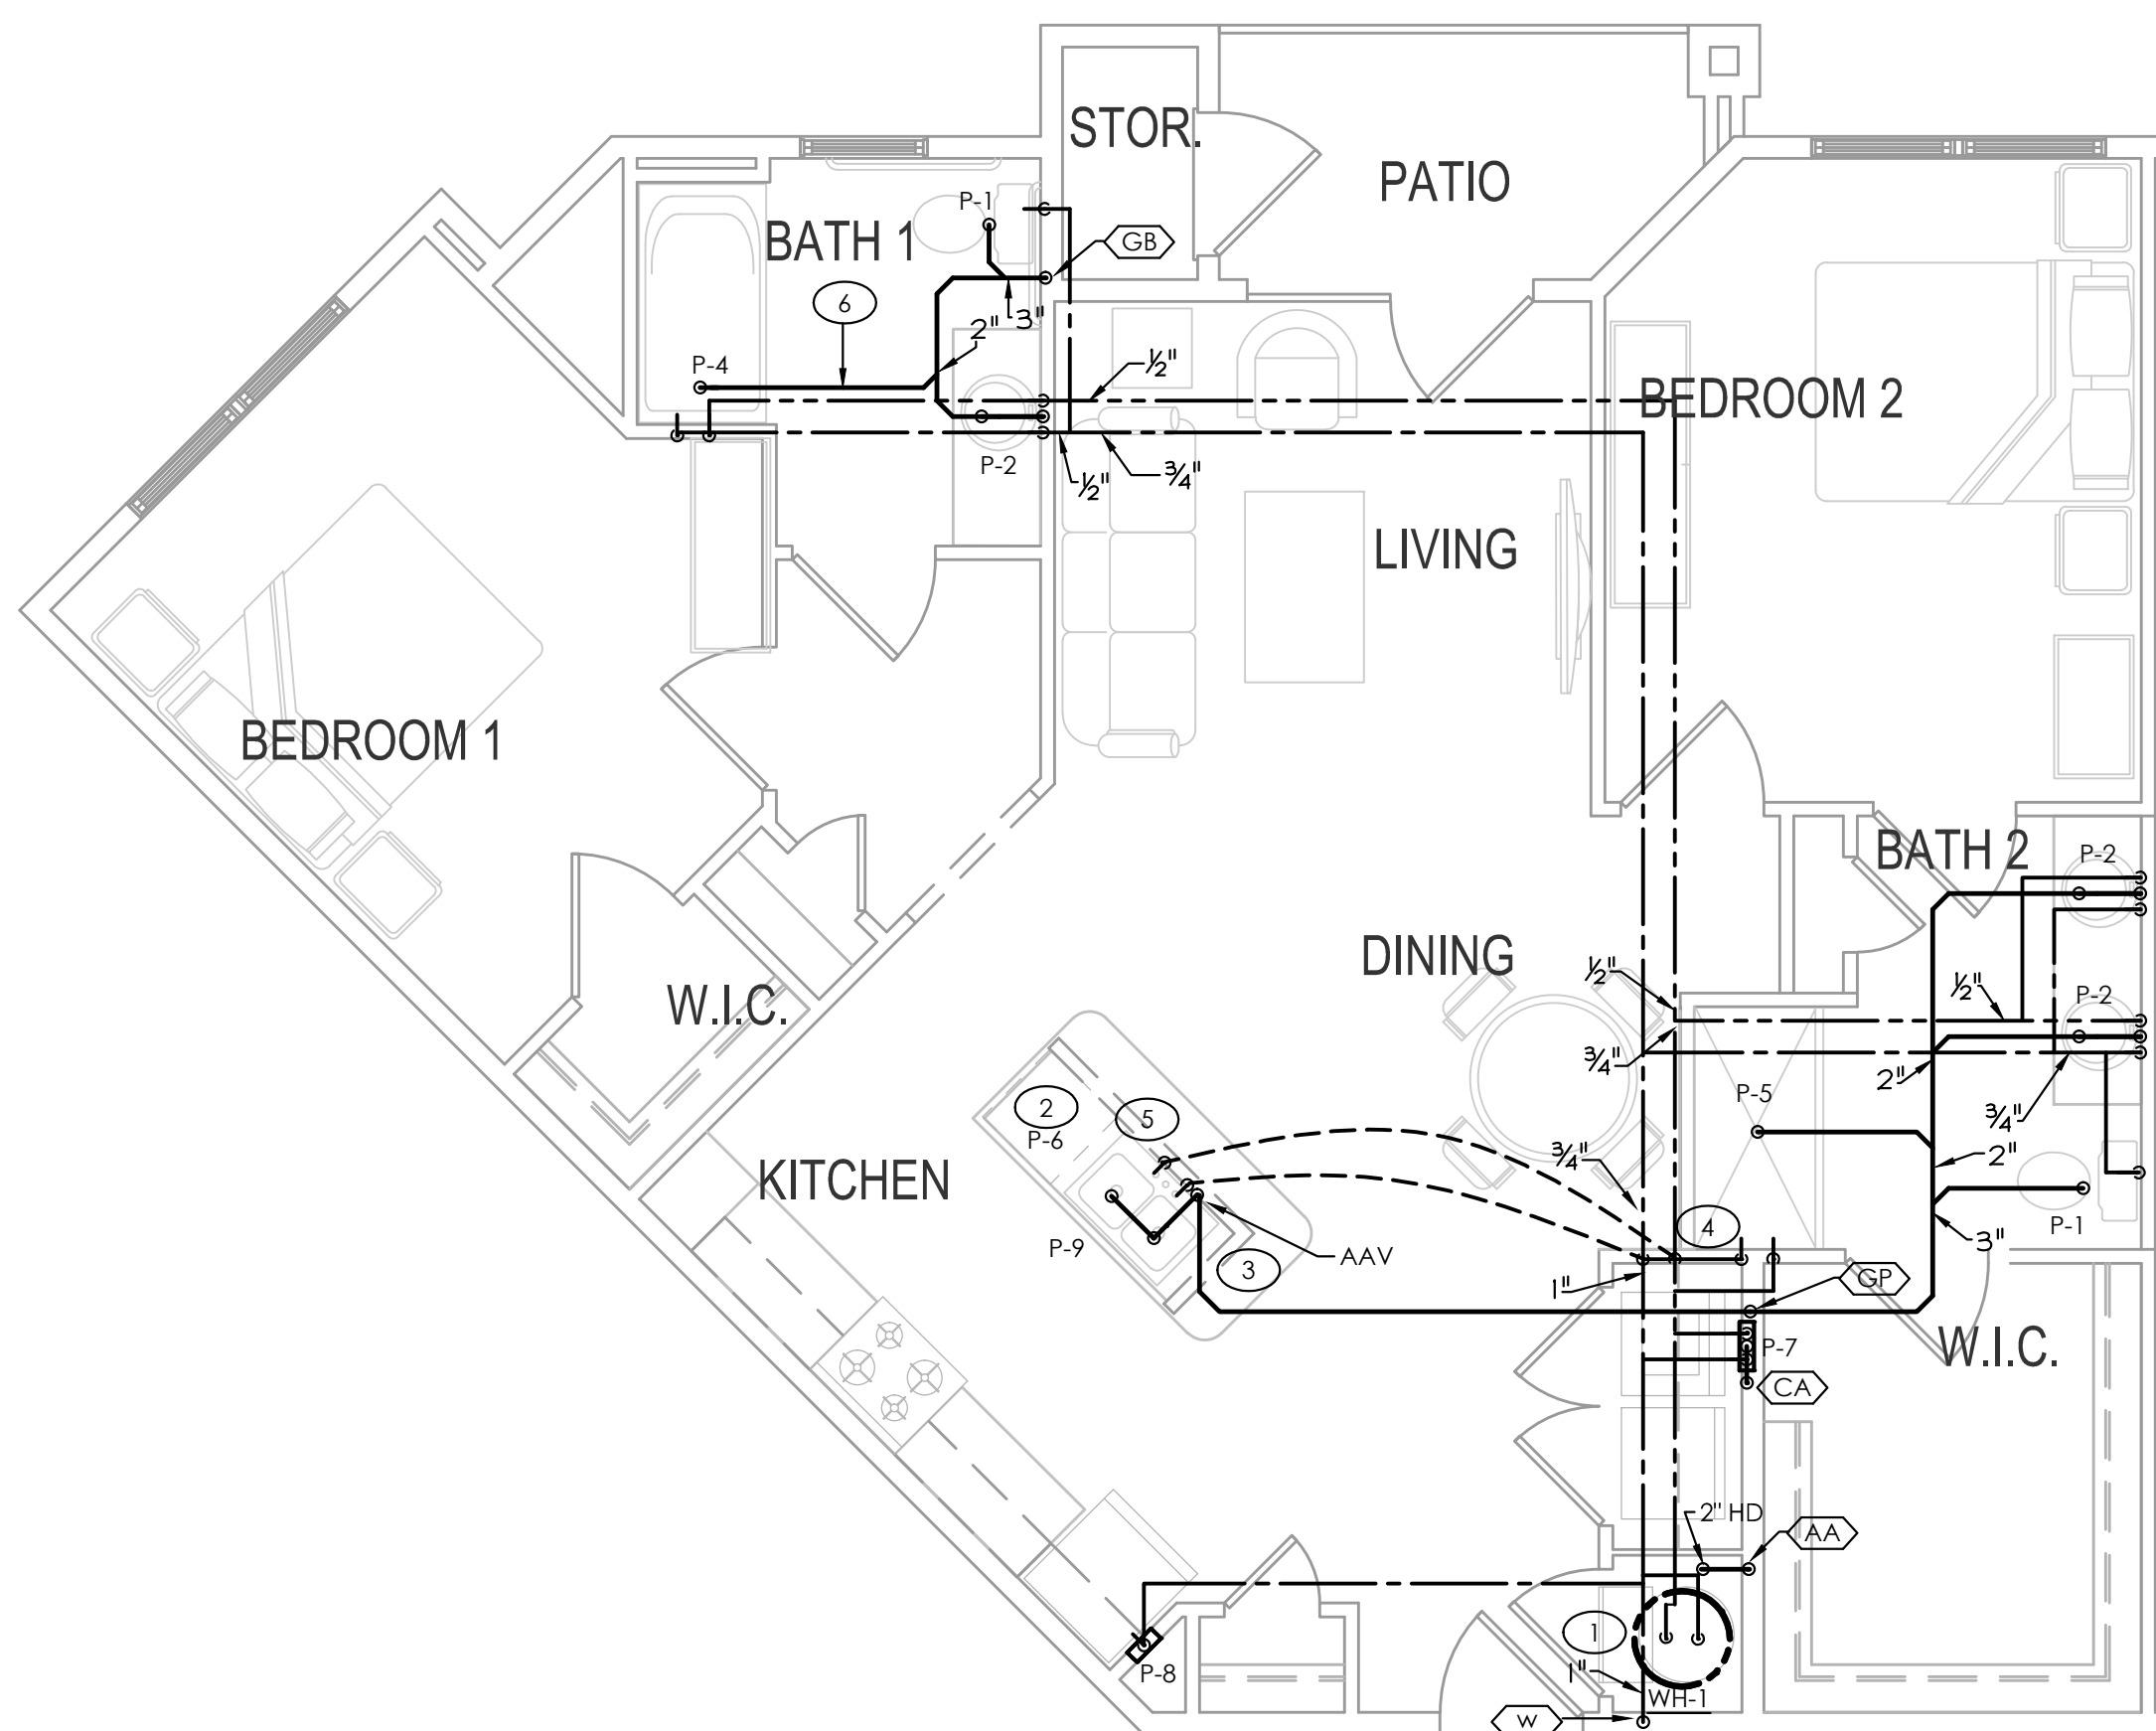 STOR.
PATIO
P-1
BATH 1
GB
6
2"
3"
P-4
½"
BEDROOM 2
P-2
½"
¾"
LIVING
BEDROOM 1
BATH 2
P-2
DINING
½"
½"
P-2
W.I.C.
¾"
2"
P-5
¾"
2
5
P-6
¾"
2"
KITCHEN
4
P-1
3"
P-9
AAV
3
1"
GP
P-7
W.I.C.
CA
2" HD
AA
1
1"
P-8
WH-1
W